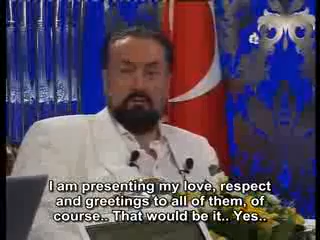 I am presenting my love, respect
and greetings to all of them, of
course.. That would be it.. Yes..